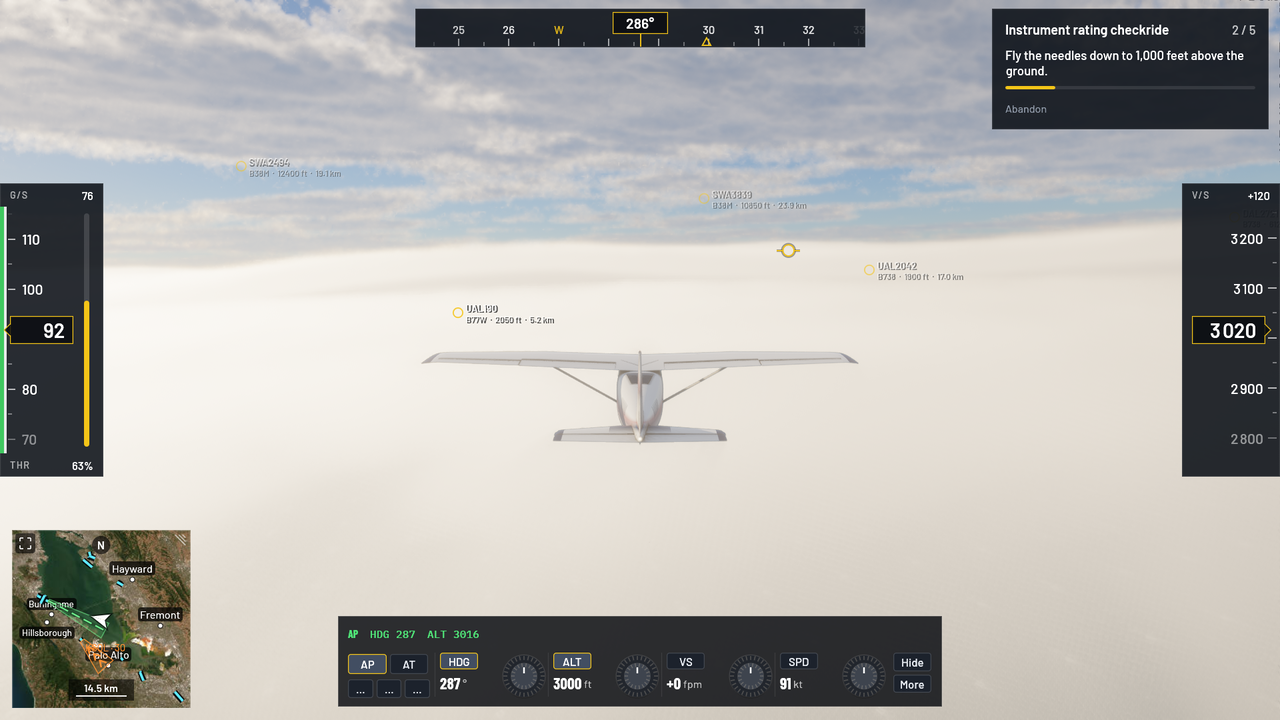 25 26 W 286° 30 31 32 33
Instrument rating checkride 2 / 5
Fly the needles down to 1,000 feet above the
ground.
Abandon
SWA2494
B38M · 12400 ft · 19.1 km
SWA3839
B38M · 10850 ft · 23.9 km
UAL2042
B738 · 1900 ft · 17.0 km
UAL190
B77W · 2050 ft · 5.2 km
G/S 76
110
100
92
80
70
THR 63%
V/S +120
3200
3100
3020
2900
2800
N
Hayward
Burlingame
Fremont
Hillsborough
Palo Alto
14.5 km
AP HDG 287 ALT 3016
AP AT HDG ALT VS SPD Hide
... ... ... 287° 3000 ft +0 fpm 91 kt More